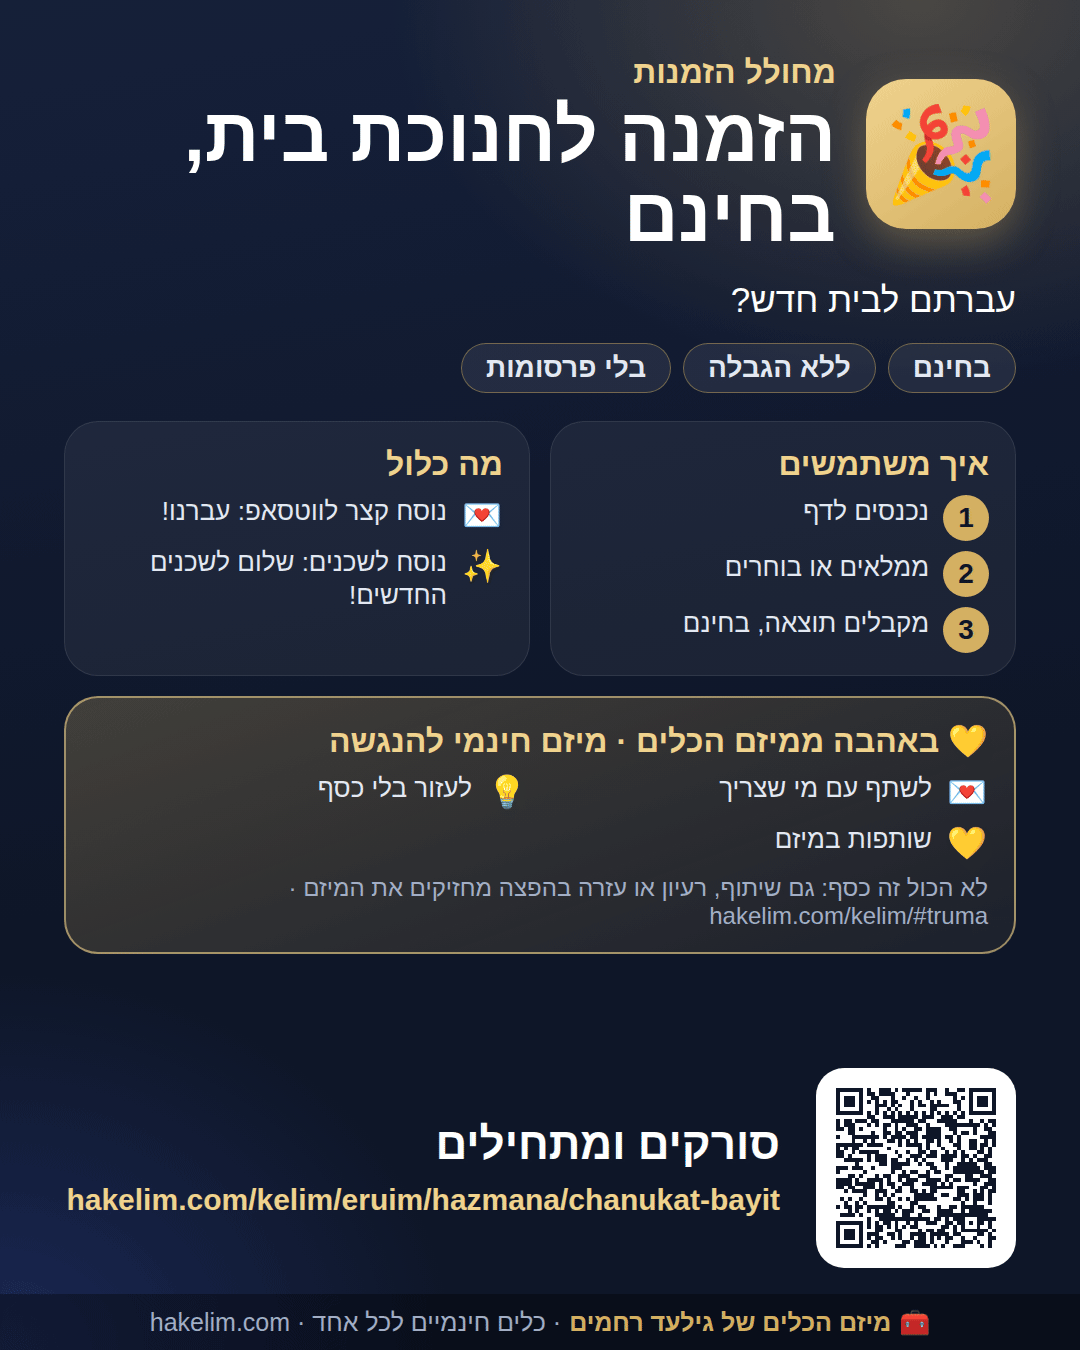 מחולל הזמנות
הזמנה לחנוכת בית,
בחינם
עברתם לבית חדש?
בחינם
ללא הגבלה
בלי פרסומות
איך משתמשים
1 נכנסים לדף
2 ממלאים או בוחרים
3 מקבלים תוצאה, בחינם
מה כלול
נוסח קצר לווטסאפ: עברנו!
נוסח לשכנים: שלום לשכנים
החדשים!
באהבה ממיזם הכלים · מיזם חינמי להנגשה
לשתף עם מי שצריך
לעזור בלי כסף
שותפות במיזם
לא הכול זה כסף: גם שיתוף, רעיון או עזרה בהפצה מחזיקים את המיזם ·
hakelim.com/kelim/#truma
סורקים ומתחילים
hakelim.com/kelim/eruim/hazmana/chanukat-bayit
מיזם הכלים של גילעד רחמים · כלים חינמיים לכל אחד · hakelim.com